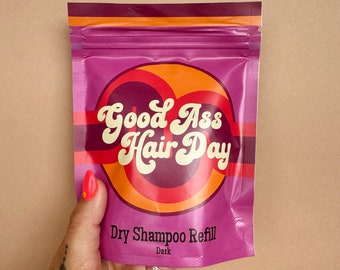 Good Ass
Hair Day
Dry Shampoo Refill
Dark